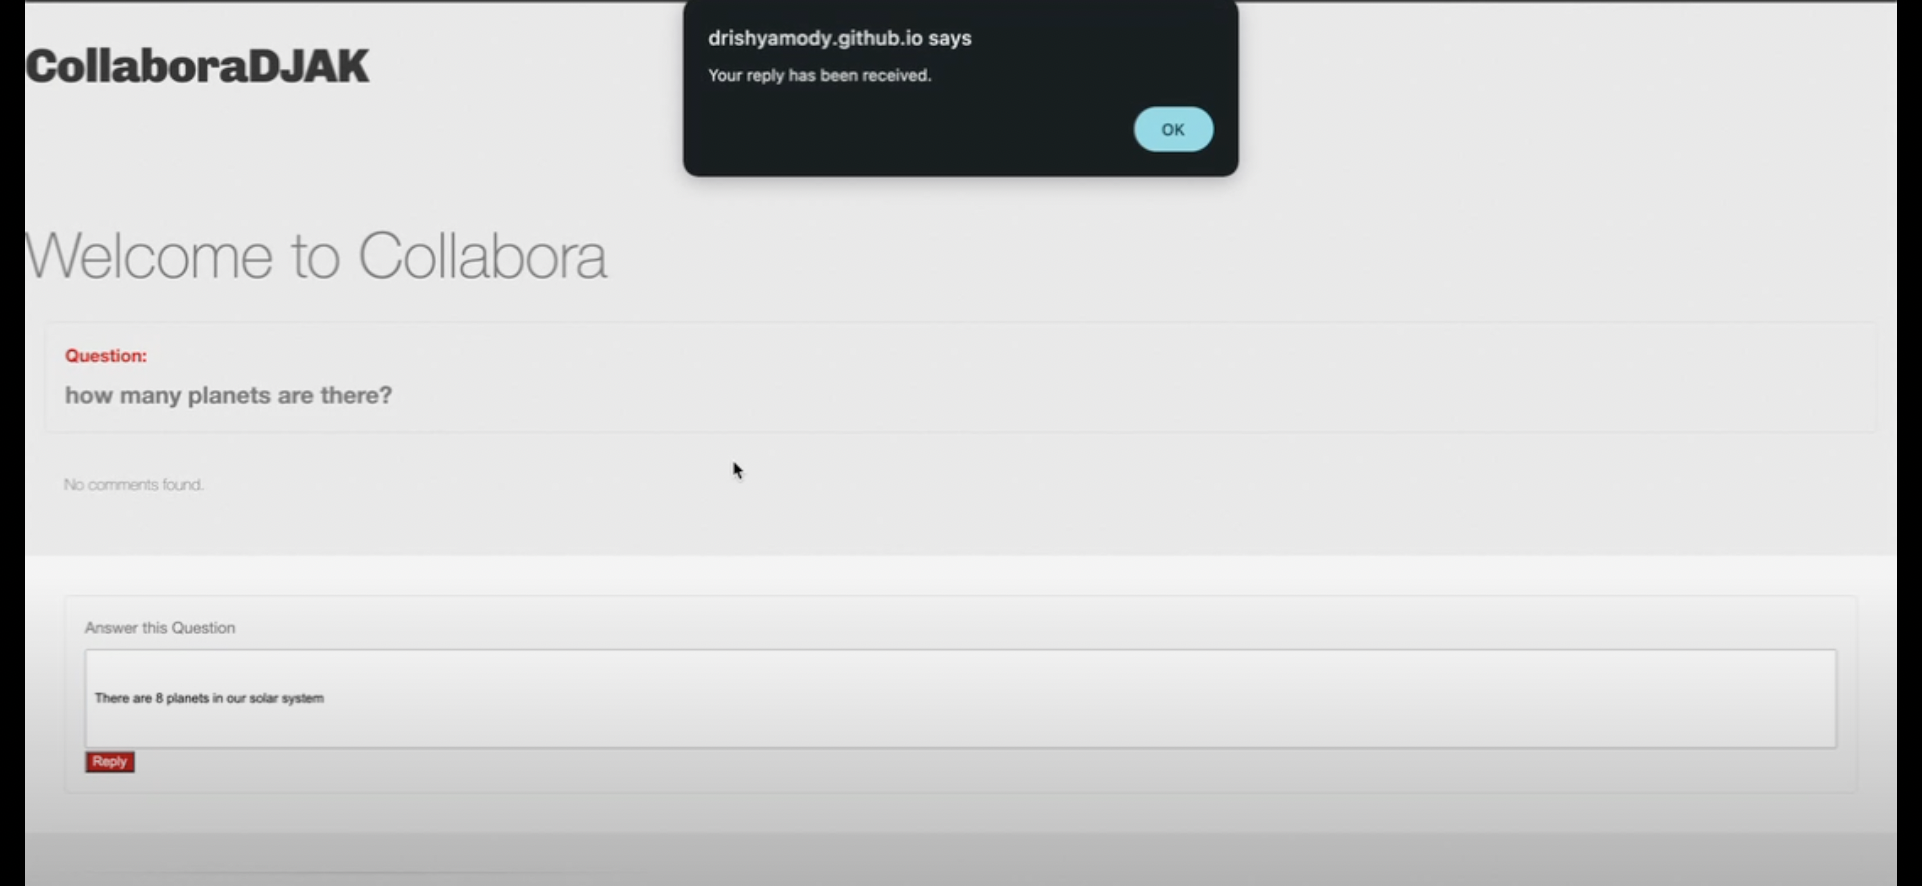 drishyamody.github.io says
Your reply has been received.
OK
CollaboraDJAK
Welcome to Collabora
Question:
how many planets are there?
No comments found.
Answer this Question
There are 8 planets in our solar system
Reply